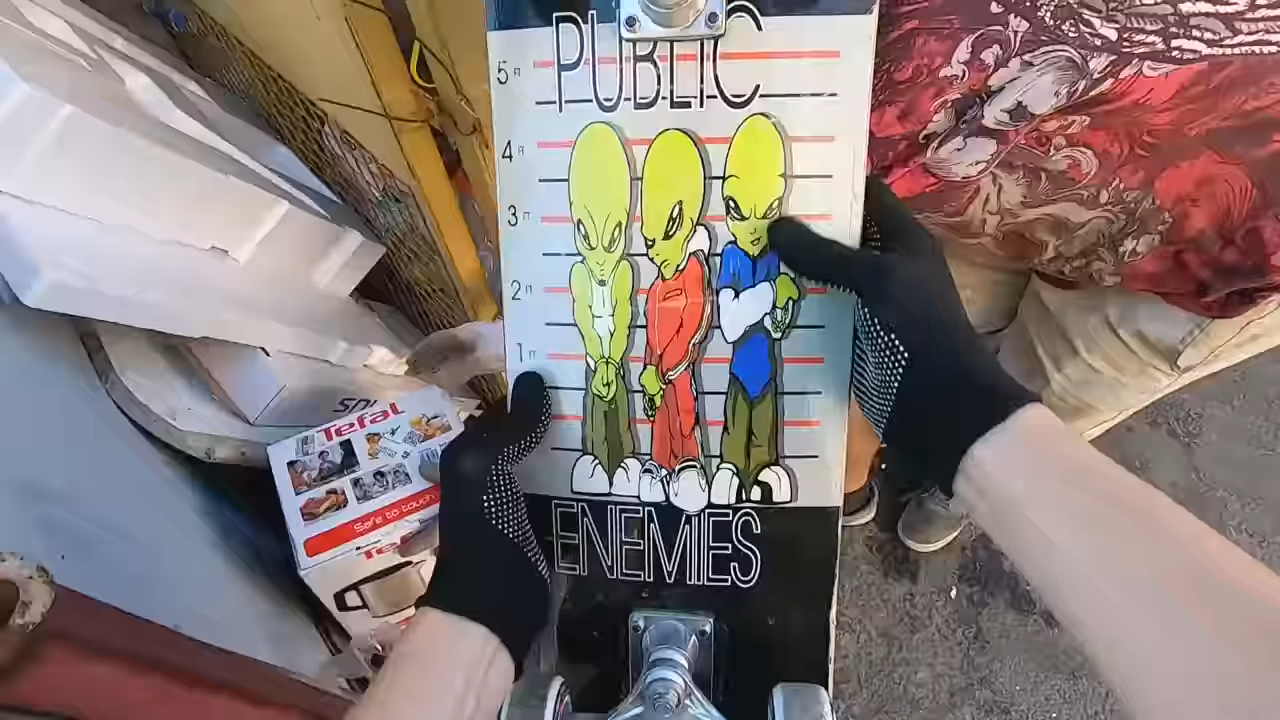 PUBLIC
5 FT
4 FT
3 FT
2 FT
1 FT
ENEMIES
Tefal
Safe to touch